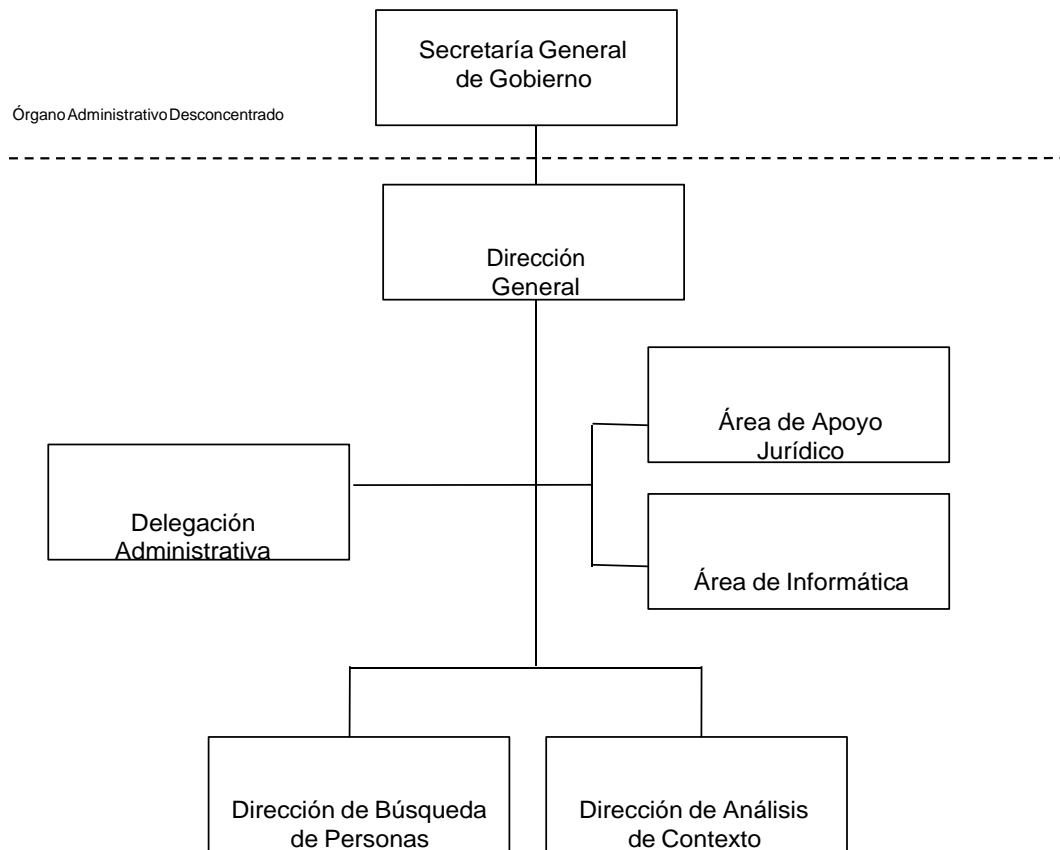 Secretaría General
de Gobierno
Órgano Administrativo Desconcentrado
Dirección
General
Área de Apoyo
Jurídico
Delegación
Administrativa
Área de Informática
Dirección de Búsqueda
de Personas
Dirección de Análisis
de Contexto